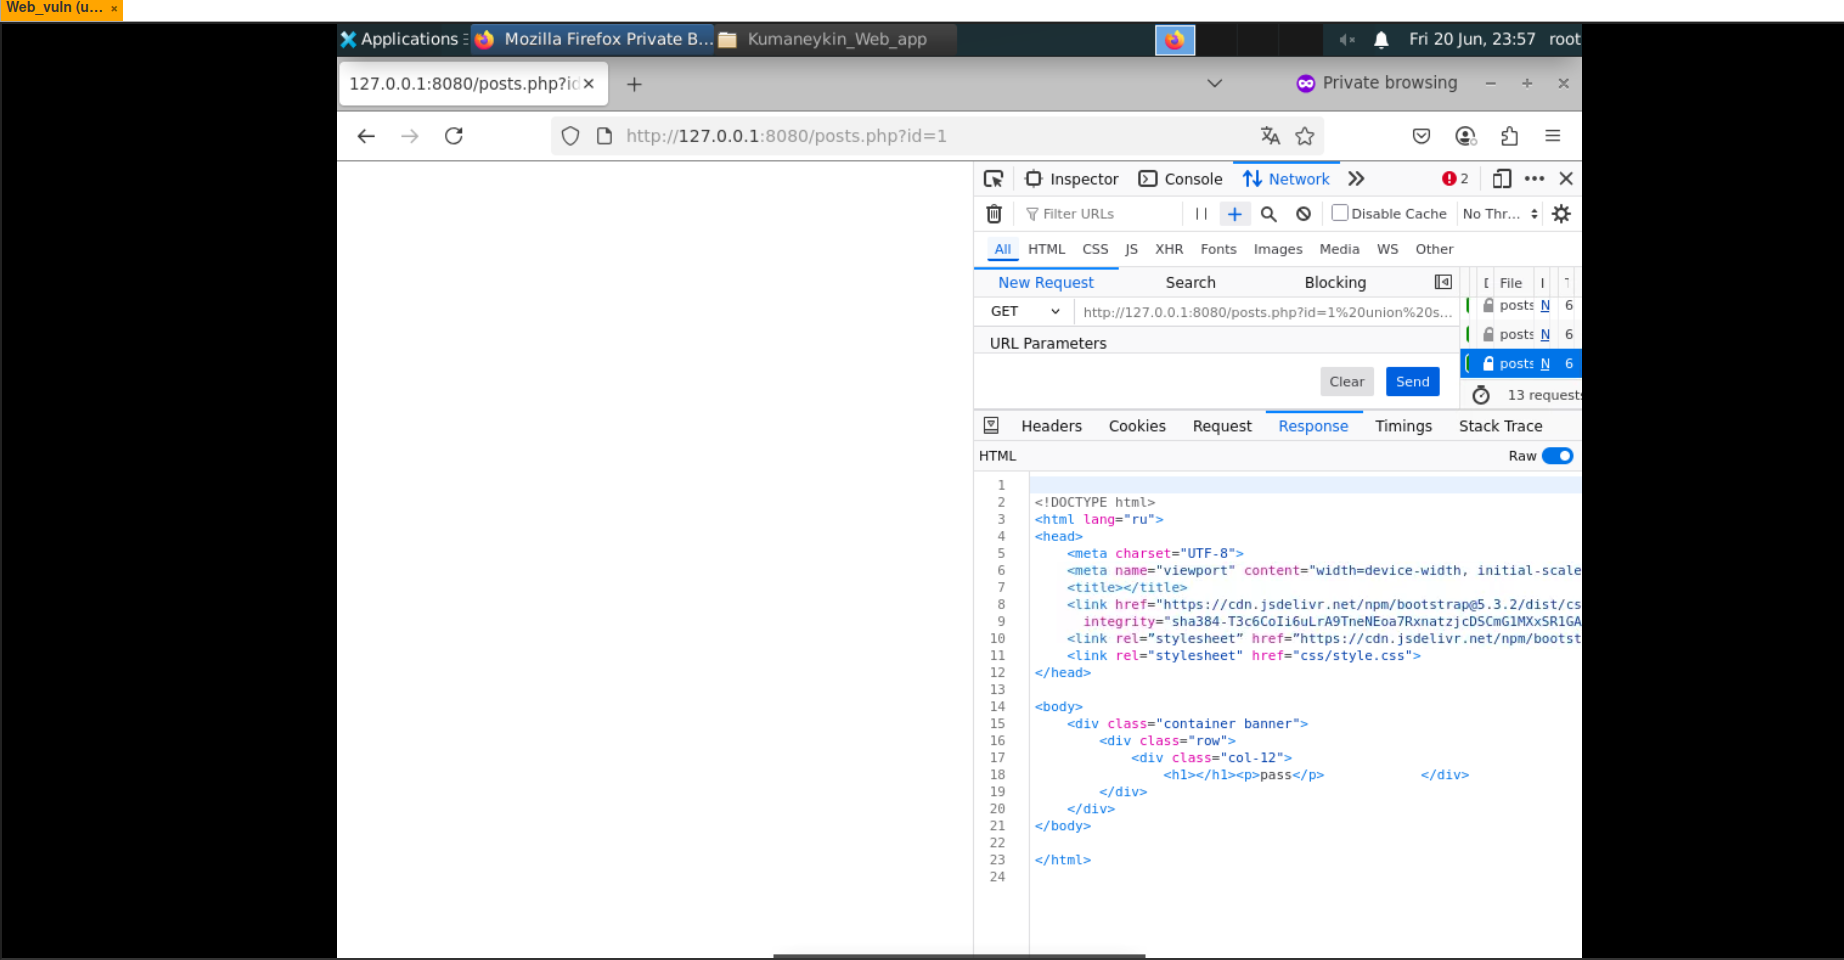 Web_vuln (u... ×
Applications
Mozilla Firefox Private B...
Kumaneykin_Web_app
Fri 20 Jun, 23:57
root
127.0.0.1:8080/posts.php?id
Private browsing
http://127.0.0.1:8080/posts.php?id=1
Inspector
Console
Network
2
Filter URLs
Disable Cache
No Thr...
All
HTML
CSS
JS
XHR
Fonts
Images
Media
WS
Other
New Request
Search
Blocking
File
GET
http://127.0.0.1:8080/posts.php?id=1%20union%20s...
URL Parameters
Clear
Send
posts N 6
posts N 6
posts N 6
13 requests
Headers
Cookies
Request
Response
Timings
Stack Trace
HTML
Raw
1
2 <!DOCTYPE html>
3 <html lang="ru">
4 <head>
5 <meta charset="UTF-8">
6 <meta name="viewport" content="width=device-width, initial-scale
7 <title></title>
8 <link href="https://cdn.jsdelivr.net/npm/bootstrap@5.3.2/dist/cs
9 integrity="sha384-T3c6CoIi6uLrA9TneNEoa7RxnatzjcDSCmG1MXxSR1GA
10 <link rel=”stylesheet” href=”https://cdn.jsdelivr.net/npm/bootst
11 <link rel="stylesheet" href="css/style.css">
12 </head>
13
14 <body>
15 <div class="container banner">
16 <div class="row">
17 <div class="col-12">
18 <h1></h1><p>pass</p> </div>
19 </div>
20 </div>
21 </body>
22
23 </html>
24